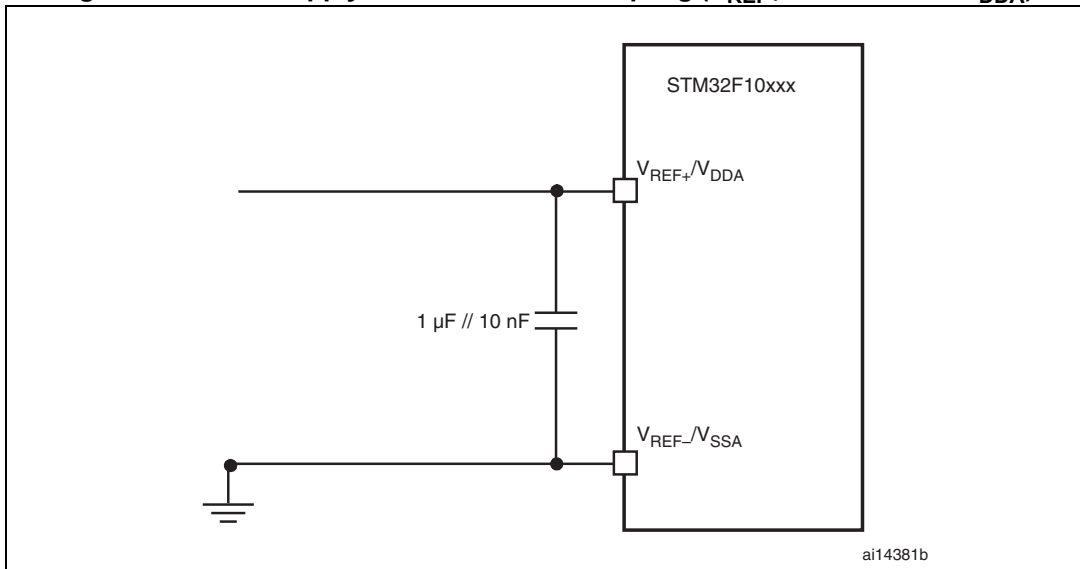 STM32F10xxx
VREF+/VDDA
1 µF // 10 nF
VREF–/VSSA
ai14381b